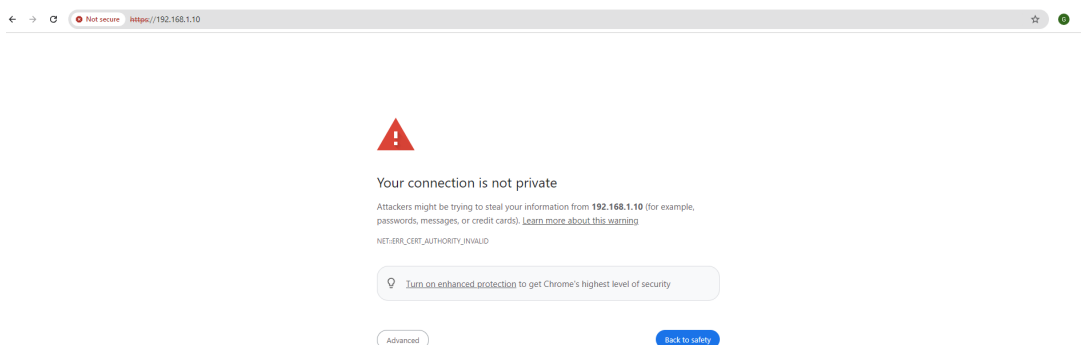 Not secure https://192.168.1.10
G
Your connection is not private
Attackers might be trying to steal your information from 192.168.1.10 (for example,
passwords, messages, or credit cards). Learn more about this warning
NET::ERR_CERT_AUTHORITY_INVALID
Turn on enhanced protection to get Chrome's highest level of security
Advanced Back to safety